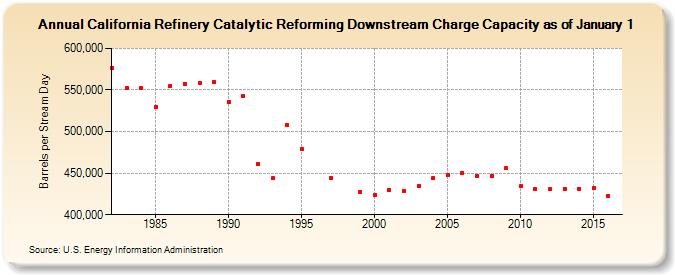 Annual California Refinery Catalytic Reforming Downstream Charge Capacity as of January 1
Barrels per Stream Day
600,000
550,000
500,000
450,000
400,000
1985 1990 1995 2000 2005 2010 2015
Source: U.S. Energy Information Administration